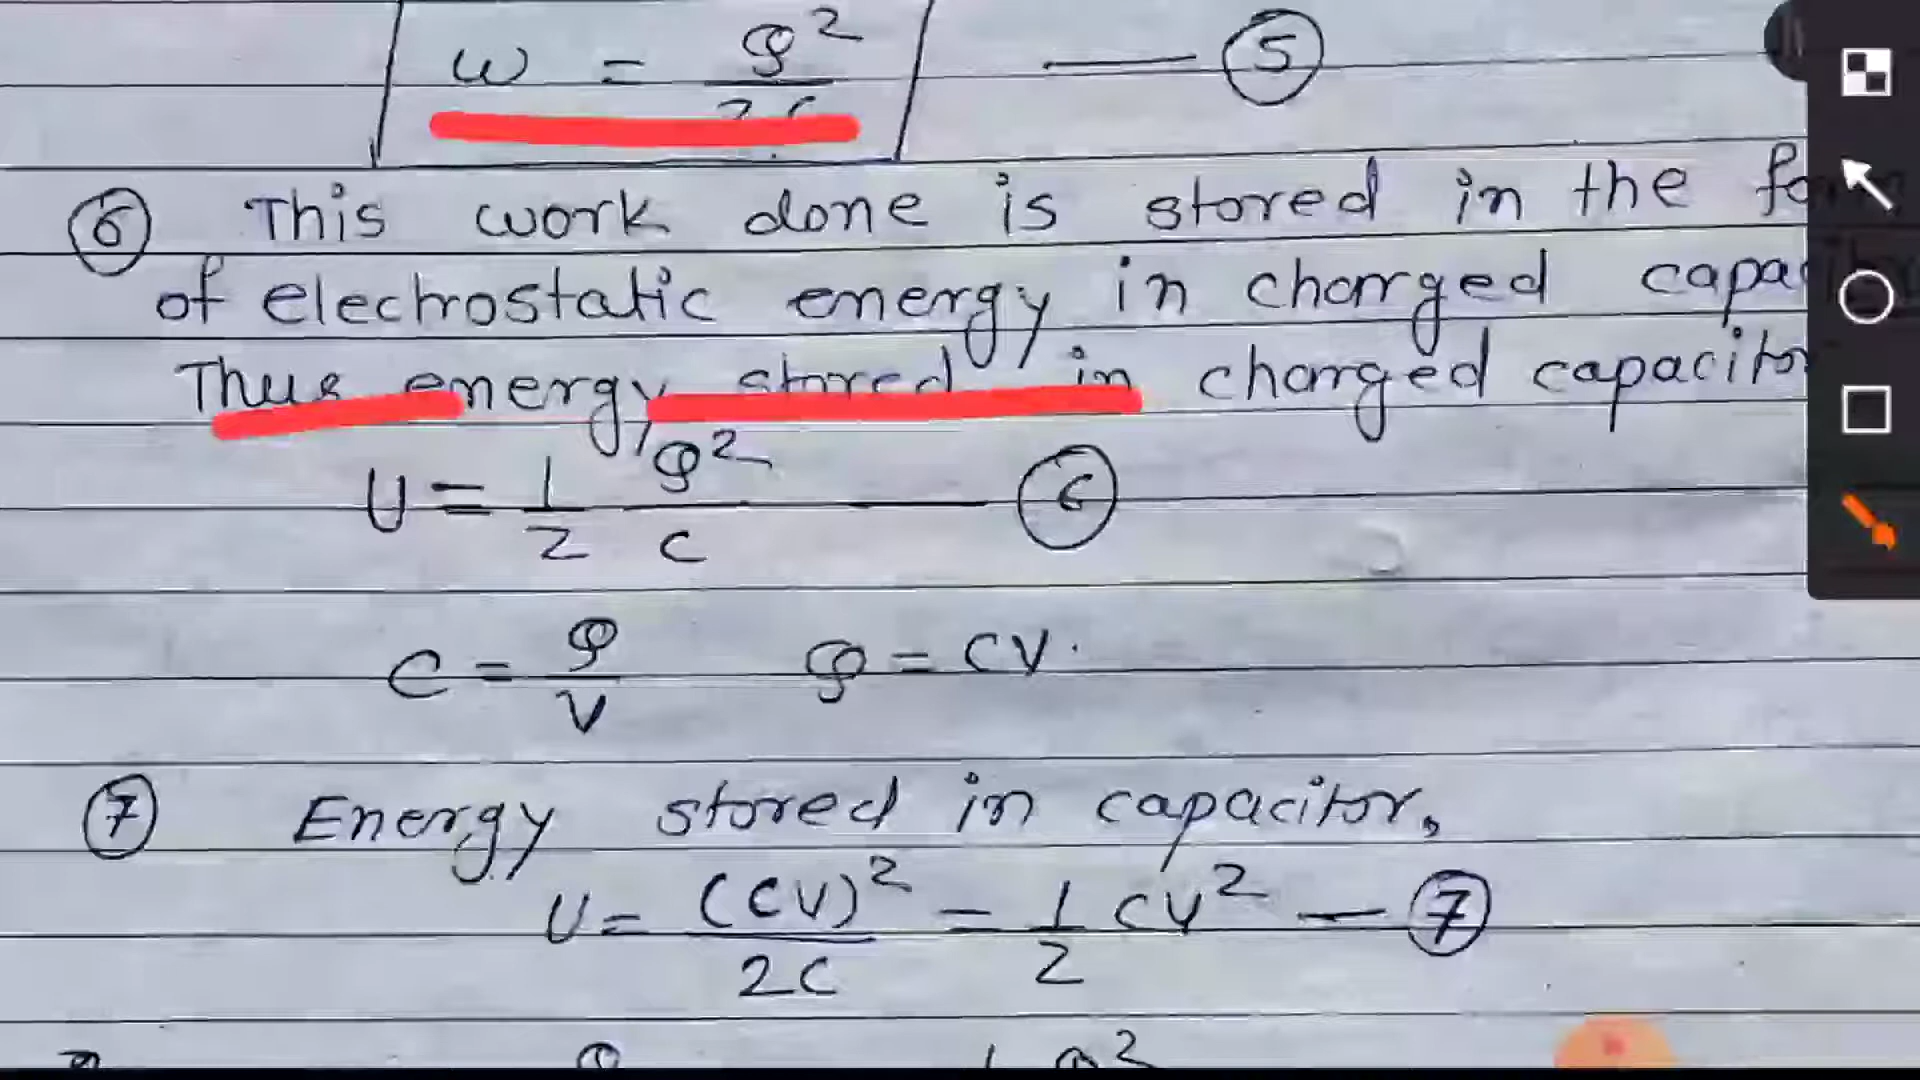 W = Q²/2C — ⑤
⑥ This work done is stored in the form
of electrostatic energy in charged
Thus energy stored in charged capacitor
U = 1/2 Q²/C — ⑥
C = Q/V Q = CV.
⑦ Energy stored in capacitor,
U = (CV)²/2C = 1/2 CV² — ⑦